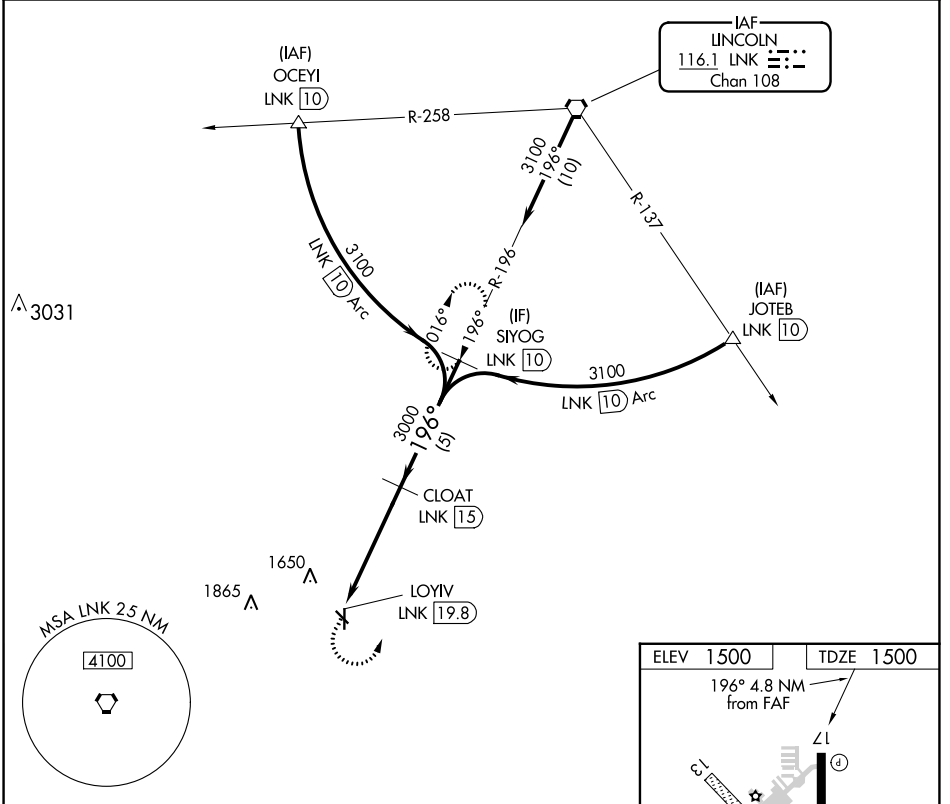 IAF
LINCOLN
116.1 LNK
Chan 108
(IAF)
OCEYI
LNK 10
R-258
3100
196°
(10)
R-137
3100
LNK 10 Arc
R-196
3031
016°
196°
(IF)
SIYOG
LNK 10
(IAF)
JOTEB
LNK 10
3100
LNK 10 Arc
3000
196°
(5)
CLOAT
LNK 15
1650
1865
LOYIV
LNK 19.8
MSA LNK 25 NM
4100
ELEV 1500
TDZE 1500
196° 4.8 NM
from FAF
17
P
13